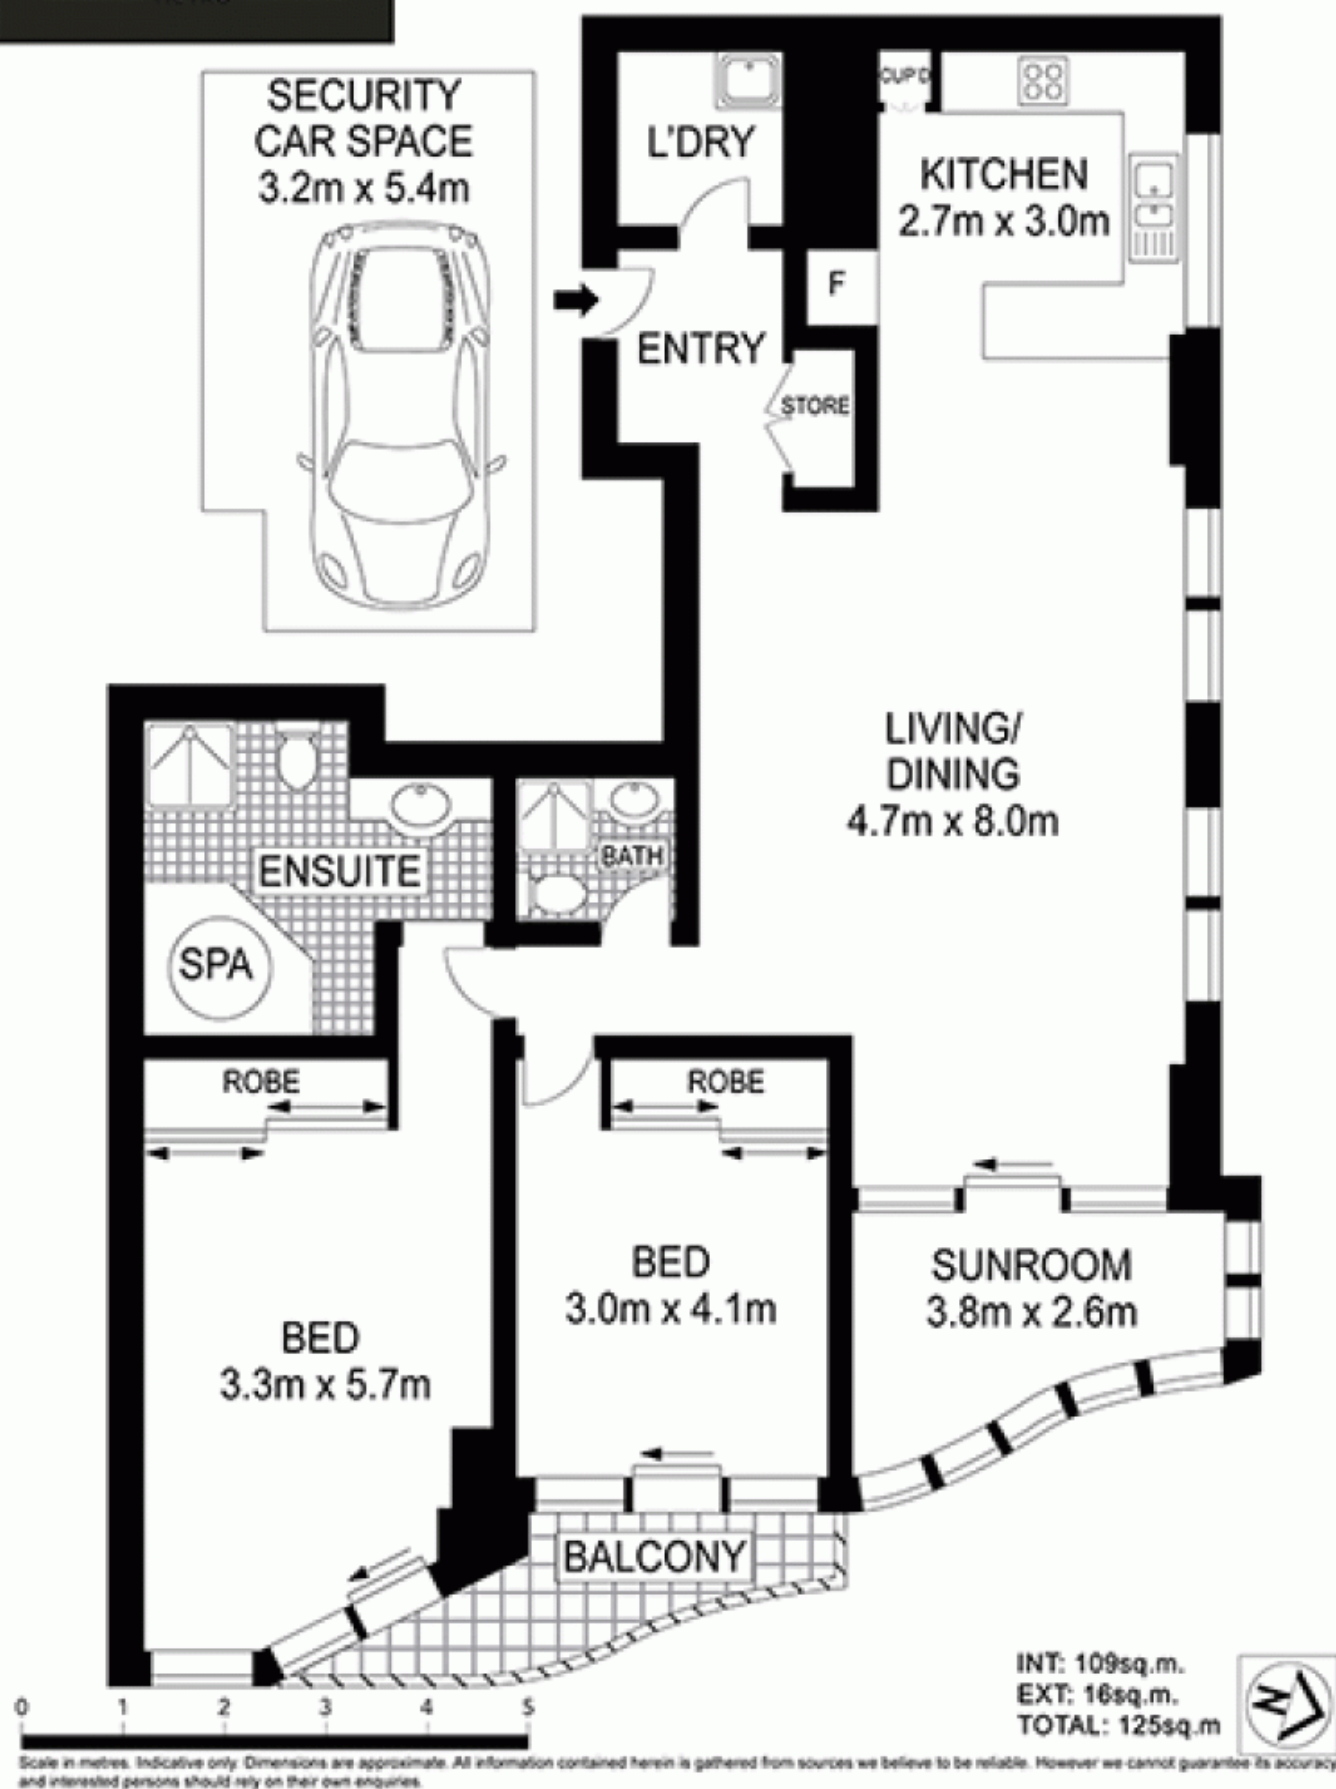 METRO
SECURITY
CAR SPACE
3.2m x 5.4m
L'DRY
CUP'D
KITCHEN
2.7m x 3.0m
F
ENTRY
STORE
LIVING/
DINING
4.7m x 8.0m
ENSUITE
BATH
SPA
ROBE
ROBE
BED
3.0m x 4.1m
SUNROOM
3.8m x 2.6m
BED
3.3m x 5.7m
BALCONY
INT: 109sq.m.
EXT: 16sq.m.
TOTAL: 125sq.m
N
0 1 2 3 4 5
Scale in metres. Indicative only. Dimensions are approximate. All information contained herein is gathered from sources we believe to be reliable. However we cannot guarantee its accuracy
and interested persons should rely on their own enquiries.